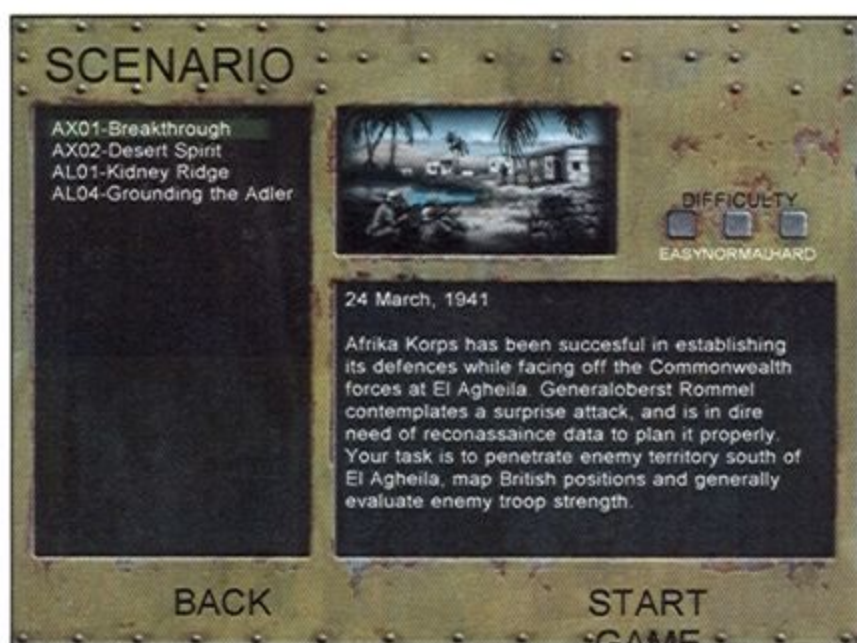 SCENARIO
AX01-Breakthrough
AX02-Desert Spirit
AL01-Kidney Ridge
AL04-Grounding the Adler
DIFFICULTY
EASYNORMALHARD
24 March, 1941
Afrika Korps has been succesful in establishing
its defences while facing off the Commonwealth
forces at El Agheila. Generaloberst Rommel
contemplates a surprise attack, and is in dire
need of reconassaince data to plan it properly.
Your task is to penetrate enemy territory south of
El Agheila, map British positions and generally
evaluate enemy troop strength.
BACK
START
GAME